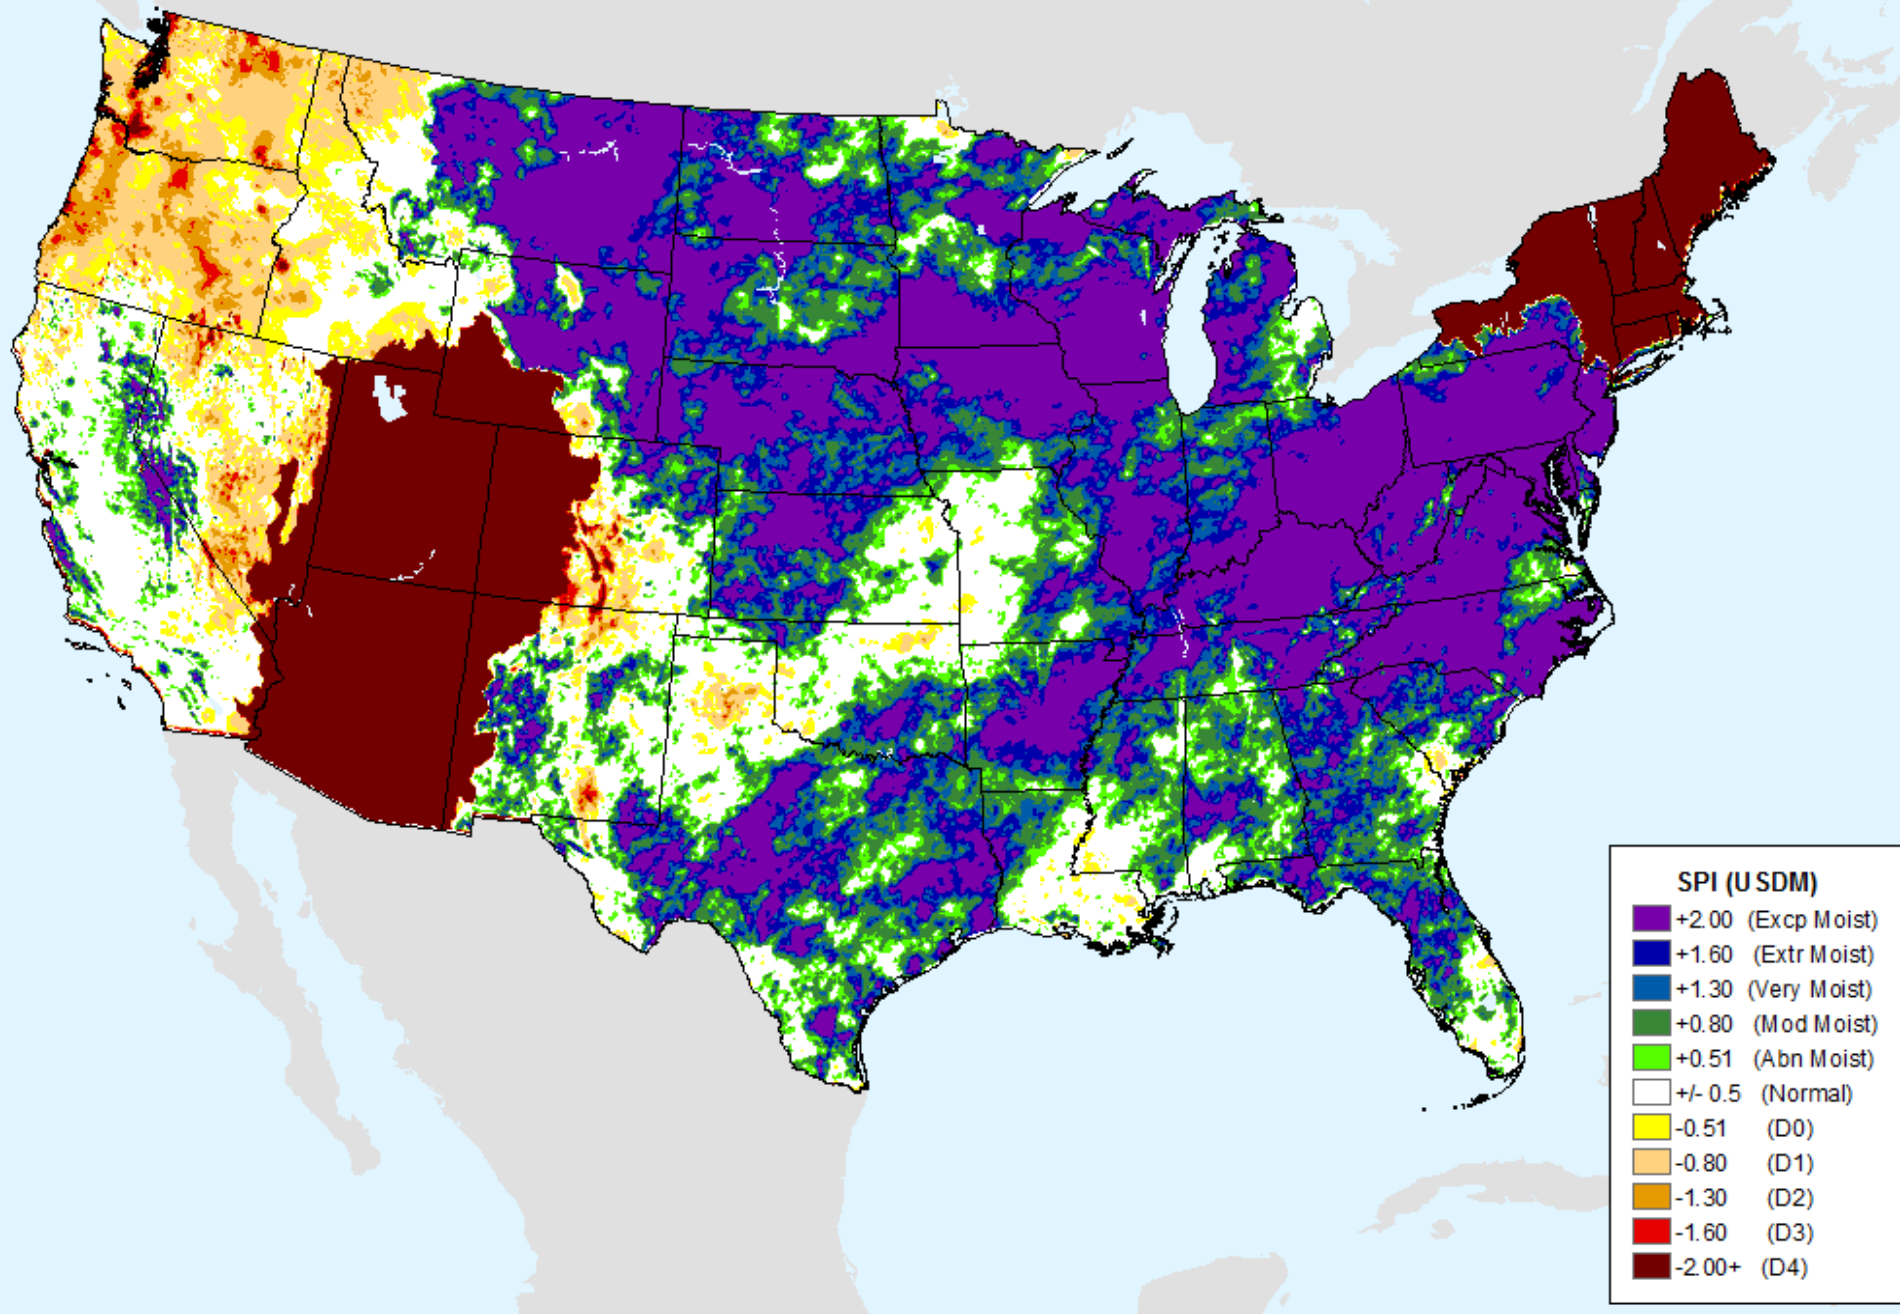 SPI (USDM)
+2.00 (Excp Moist)
+1.60 (Extr Moist)
+1.30 (Very Moist)
+0.80 (Mod Moist)
+0.51 (Abn Moist)
+/- 0.5 (Normal)
-0.51 (D0)
-0.80 (D1)
-1.30 (D2)
-1.60 (D3)
-2.00+ (D4)